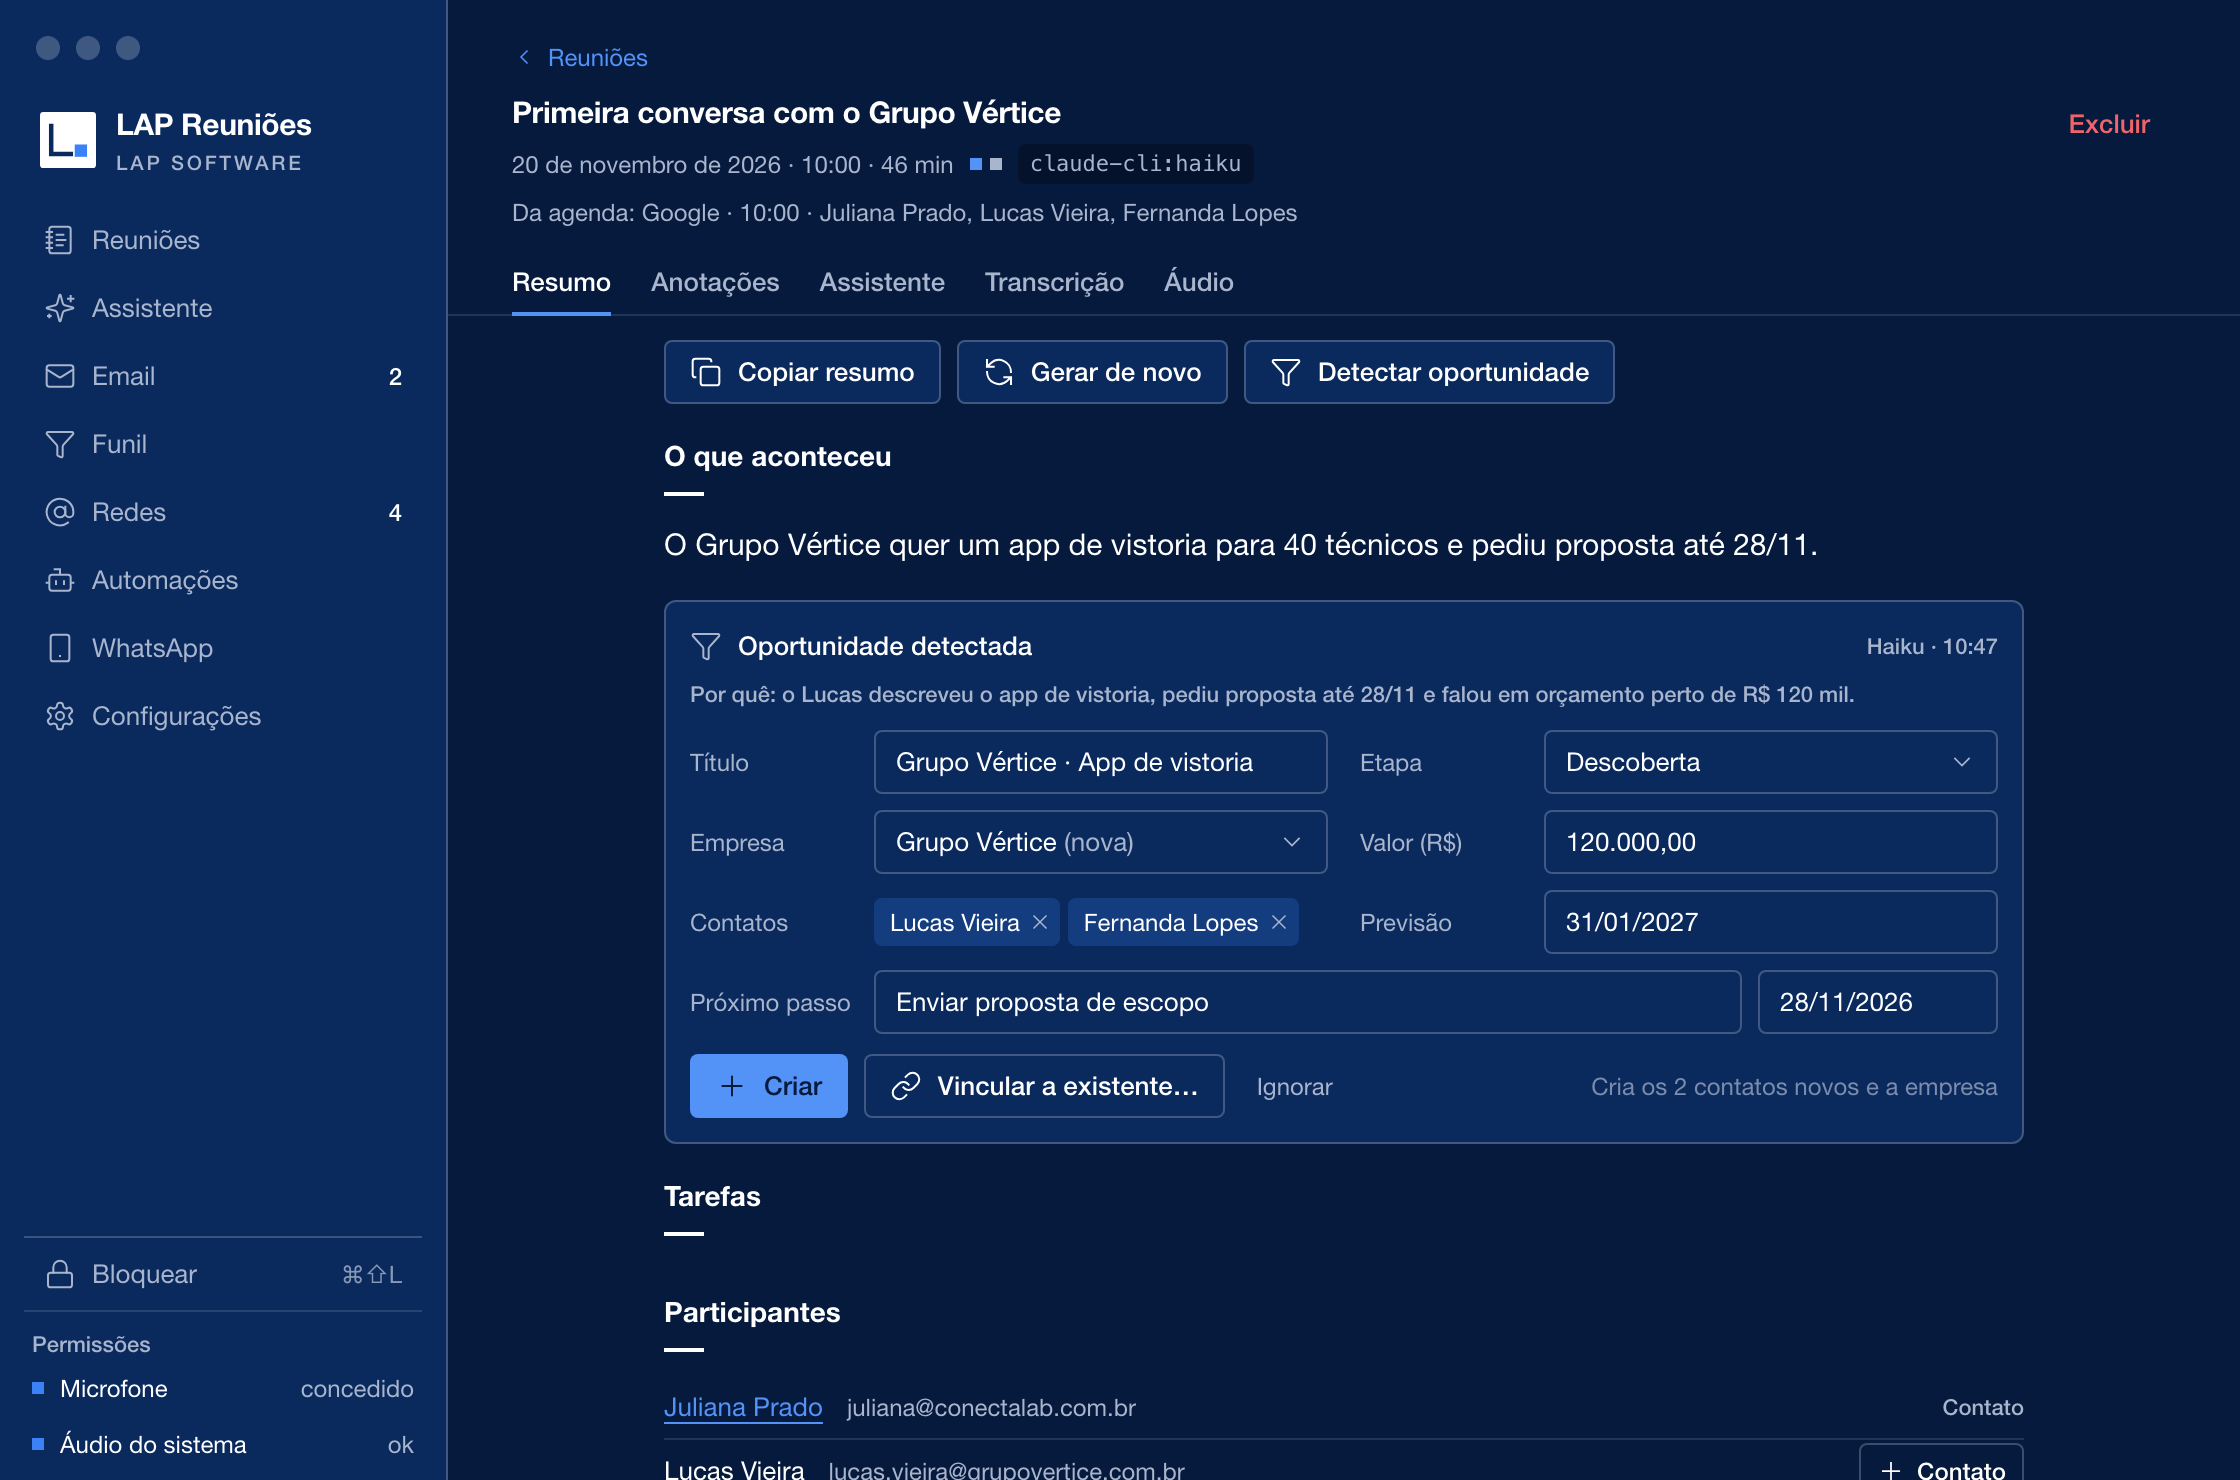 LAP Reuniões
LAP SOFTWARE
Reuniões
Assistente
Email 2
Funil
Redes 4
Automações
WhatsApp
Configurações
Bloquear ⌘⇧L
Permissões
Microfone concedido
Áudio do sistema ok
Reuniões
Primeira conversa com o Grupo Vértice
Excluir
20 de novembro de 2026 · 10:00 · 46 min claude-cli:haiku
Da agenda: Google · 10:00 · Juliana Prado, Lucas Vieira, Fernanda Lopes
Resumo Anotações Assistente Transcrição Áudio
Copiar resumo Gerar de novo Detectar oportunidade
O que aconteceu
O Grupo Vértice quer um app de vistoria para 40 técnicos e pediu proposta até 28/11.
Oportunidade detectada Haiku · 10:47
Por quê: o Lucas descreveu o app de vistoria, pediu proposta até 28/11 e falou em orçamento perto de R$ 120 mil.
Título Grupo Vértice · App de vistoria Etapa Descoberta
Empresa Grupo Vértice (nova) Valor (R$) 120.000,00
Contatos Lucas Vieira Fernanda Lopes Previsão 31/01/2027
Próximo passo Enviar proposta de escopo 28/11/2026
Criar Vincular a existente... Ignorar Cria os 2 contatos novos e a empresa
Tarefas
Participantes
Juliana Prado juliana@conectalab.com.br Contato
Lucas Vieira lucas.vieira@grupovertice.com.br Contato